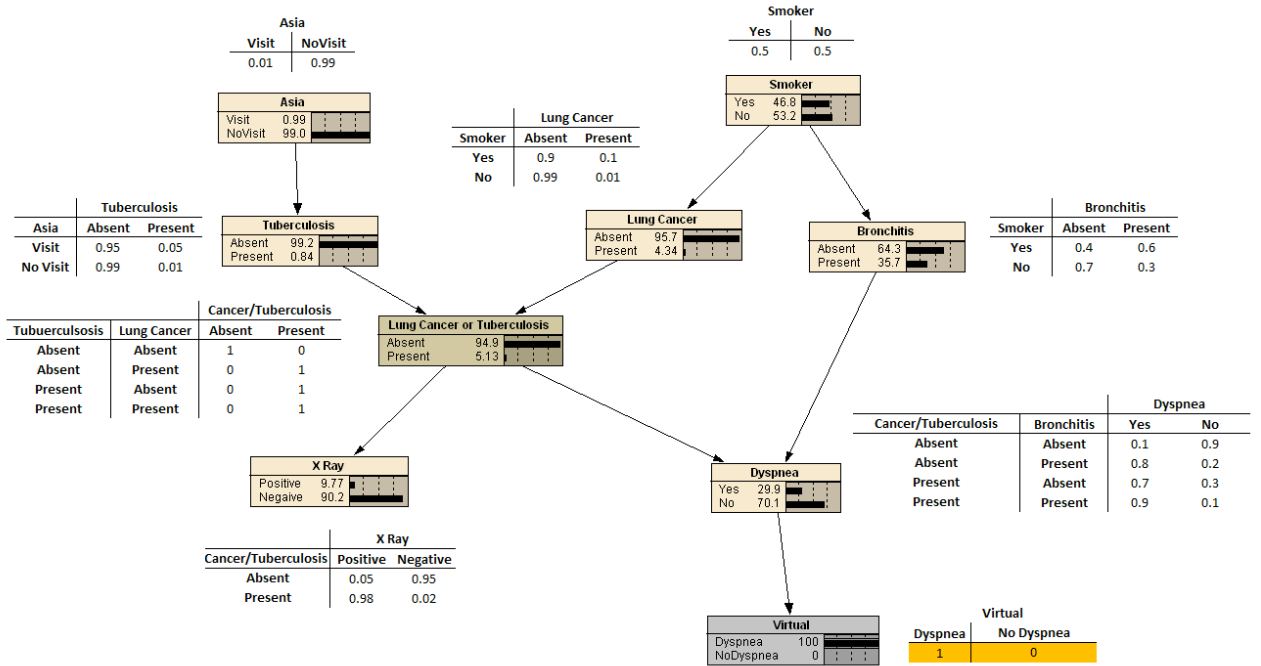 Asia
Visit NoVisit
0.01 0.99
Smoker
Yes No
0.5 0.5
Asia
Visit 0.99
NoVisit 99.0
Smoker
Yes 46.8
No 53.2
Lung Cancer
Smoker Absent Present
Yes 0.9 0.1
No 0.99 0.01
Tuberculosis
Asia Absent Present
Visit 0.95 0.05
No Visit 0.99 0.01
Tuberculosis
Absent 99.2
Present 0.84
Lung Cancer
Absent 95.7
Present 4.34
Bronchitis
Absent 64.3
Present 35.7
Bronchitis
Smoker Absent Present
Yes 0.4 0.6
No 0.7 0.3
Cancer/Tuberculosis
Tubuerculsosis Lung Cancer Absent Present
Absent Absent 1 0
Absent Present 0 1
Present Absent 0 1
Present Present 0 1
Lung Cancer or Tuberculosis
Absent 94.9
Present 5.13
Dyspnea
Cancer/Tuberculosis Bronchitis Yes No
Absent Absent 0.1 0.9
Absent Present 0.8 0.2
Present Absent 0.7 0.3
Present Present 0.9 0.1
X Ray
Positive 9.77
Negaive 90.2
Dyspnea
Yes 29.9
No 70.1
X Ray
Cancer/Tuberculosis Positive Negative
Absent 0.05 0.95
Present 0.98 0.02
Virtual
Dyspnea 100
NoDyspnea 0
Virtual
Dyspnea No Dyspnea
1 0